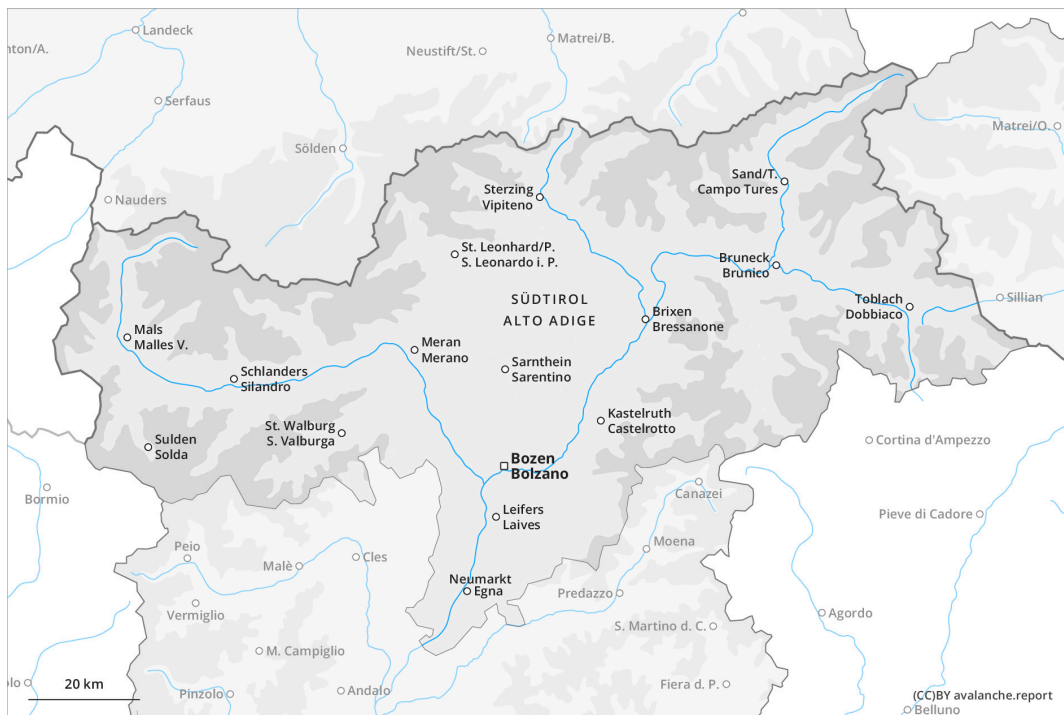 Landeck
nton/A.
Neustift/St.
Matrei/B.
Serfaus
Sölden
Matrei/O.
Nauders
Sand/T.
Campo Tures
Sterzing
Vipiteno
St. Leonhard/P.
S. Leonardo i. P.
Bruneck
Brunico
SÜDTIROL
ALTO ADIGE
Toblach
Dobbiaco
Sillian
Brixen
Bressanone
Mals
Malles V.
Meran
Merano
Schlanders
Silandro
Sarnthein
Sarentino
Kastelruth
Castelrotto
St. Walburg
S. Valburga
Sulden
Solda
Cortina d'Ampezzo
Bozen
Bolzano
Bormio
Canazei
Leifers
Laives
Pieve di Cadore
Peio
Malè
Cles
Moena
Neumarkt
Egna
Predazzo
Vermiglio
Agordo
S. Martino d. C.
M. Campiglio
olo
20 km
Pinzolo
Andalo
Fiera d. P.
(CC)BY avalanche.report
Belluno